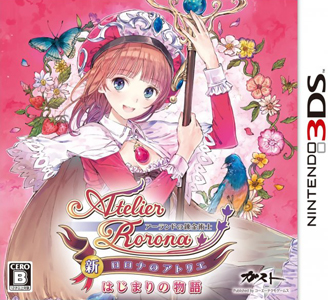 NINTENDO 3DS
Atelier
アーランドの錬金術士
Rorona
新 ロロナのアトリエ
はじまりの物語
CERO
B
ガスト